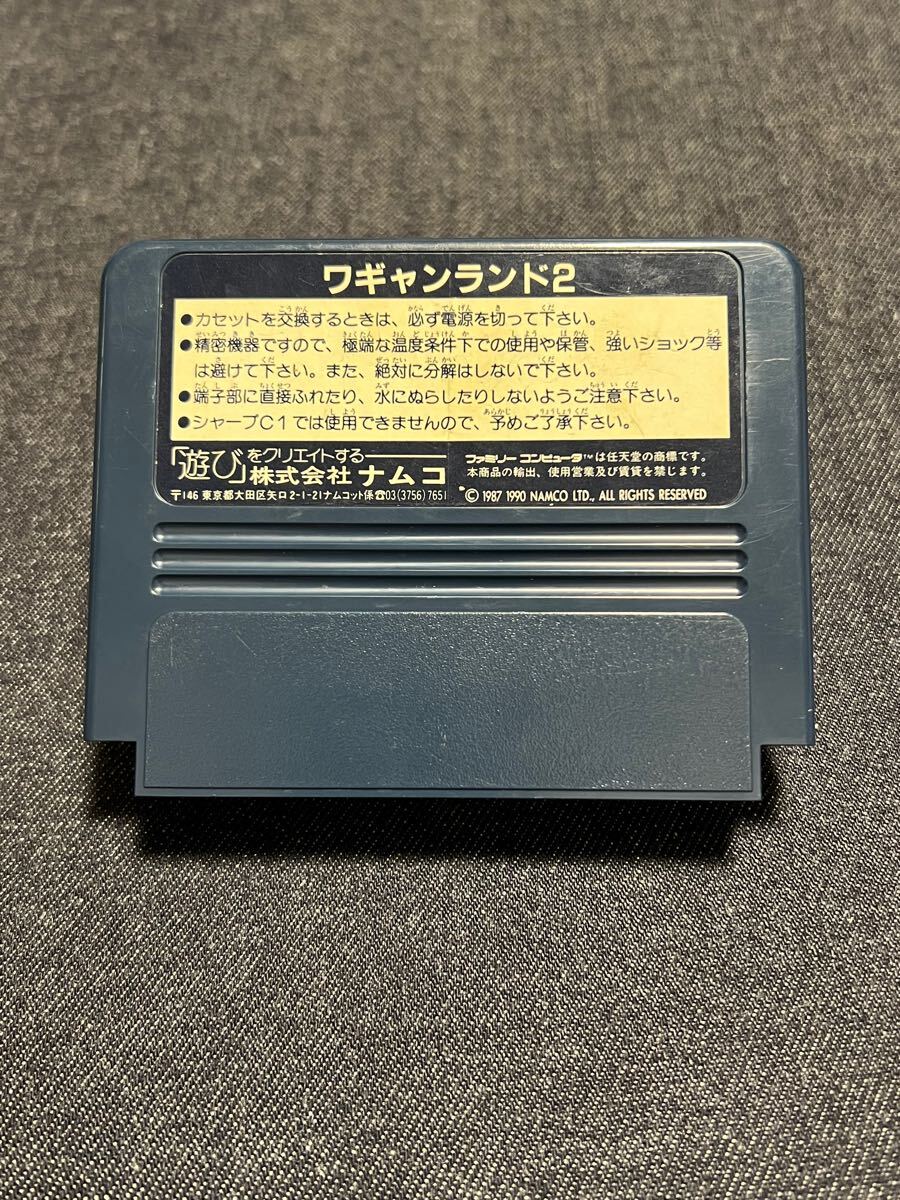 ワギャンランド2
●カセットを交換するときは、必ず電源を切って下さい。
●精密機器ですので、極端な温度条件下での使用や保管、強いショック等
は避けて下さい。また、絶対に分解はしないで下さい。
●端子部に直接ふれたり、水にぬらしたりしないようご注意下さい。
●シャープC1では使用できませんので、予めご了承下さい。
「遊び」をクリエイトする
株式会社 ナムコ
〒146 東京都大田区矢口2-1-21ナムコット係☎03(3756)7651
ファミリー コンピュータ™は任天堂の商標です。
本商品の輸出、使用営業及び賃貸を禁じます。
© 1987 1990 NAMCO LTD., ALL RIGHTS RESERVED